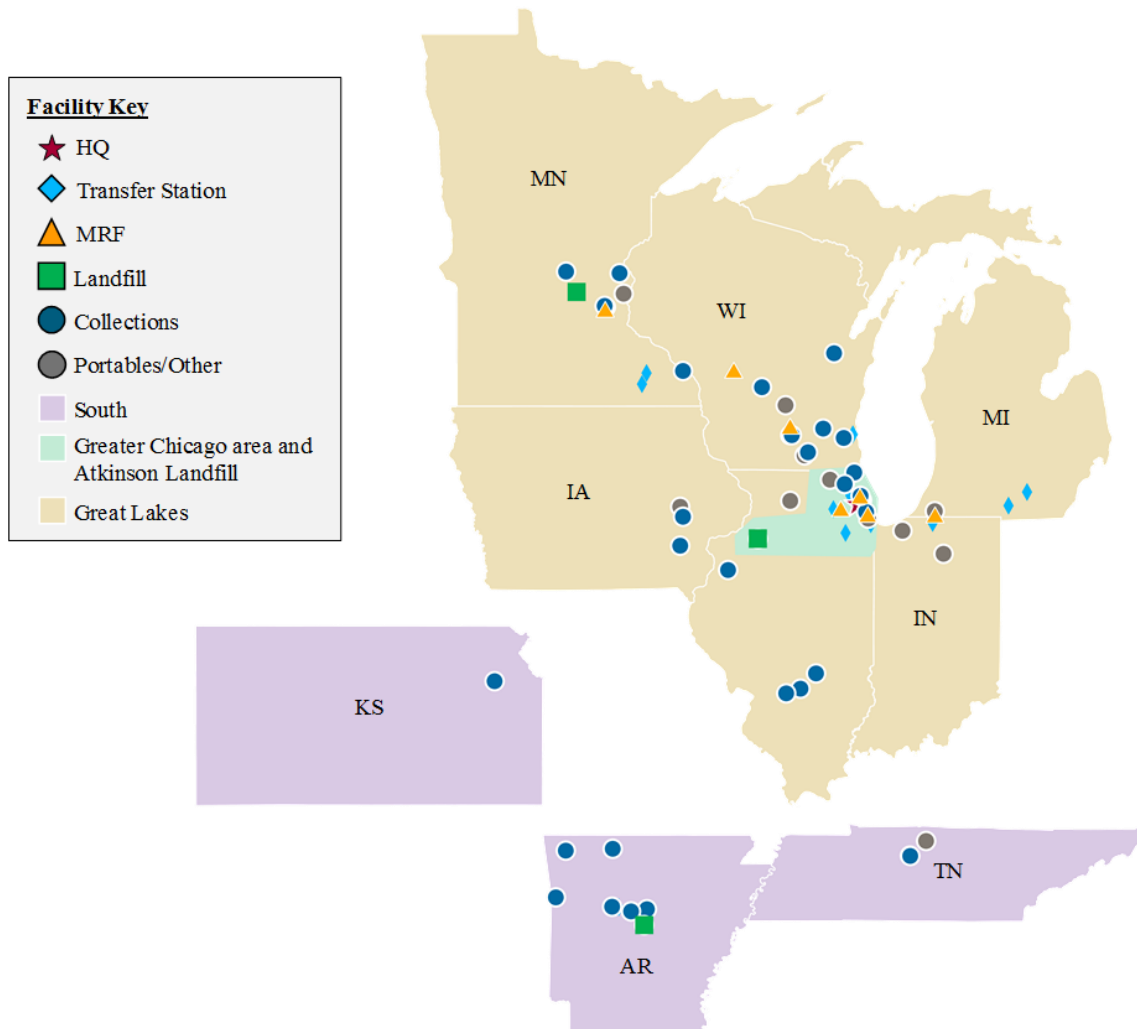 Facility Key
HQ
Transfer Station
MRF
Landfill
Collections
Portables/Other
South
Greater Chicago area and
Atkinson Landfill
Great Lakes
MN
WI
MI
IA
IN
KS
TN
AR